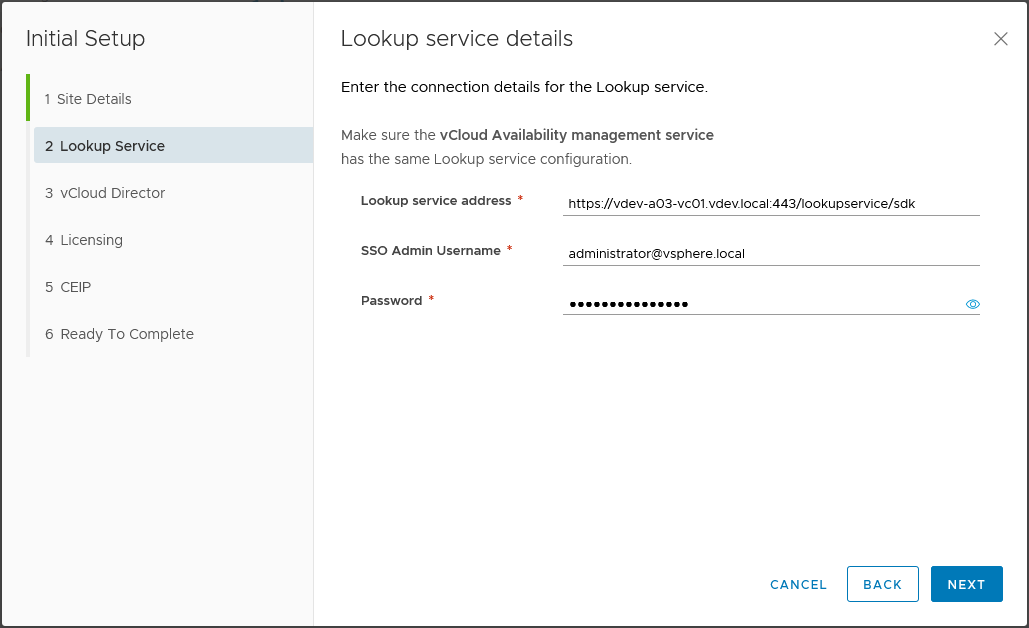 Initial Setup
1 Site Details
2 Lookup Service
3 vCloud Director
4 Licensing
5 CEIP
6 Ready To Complete
Lookup service details
Enter the connection details for the Lookup service.
Make sure the vCloud Availability management service
has the same Lookup service configuration.
Lookup service address *
https://vdev-a03-vc01.vdev.local:443/lookupservice/sdk
SSO Admin Username *
administrator@vsphere.local
Password *
•••••••••••••••
CANCEL
BACK
NEXT